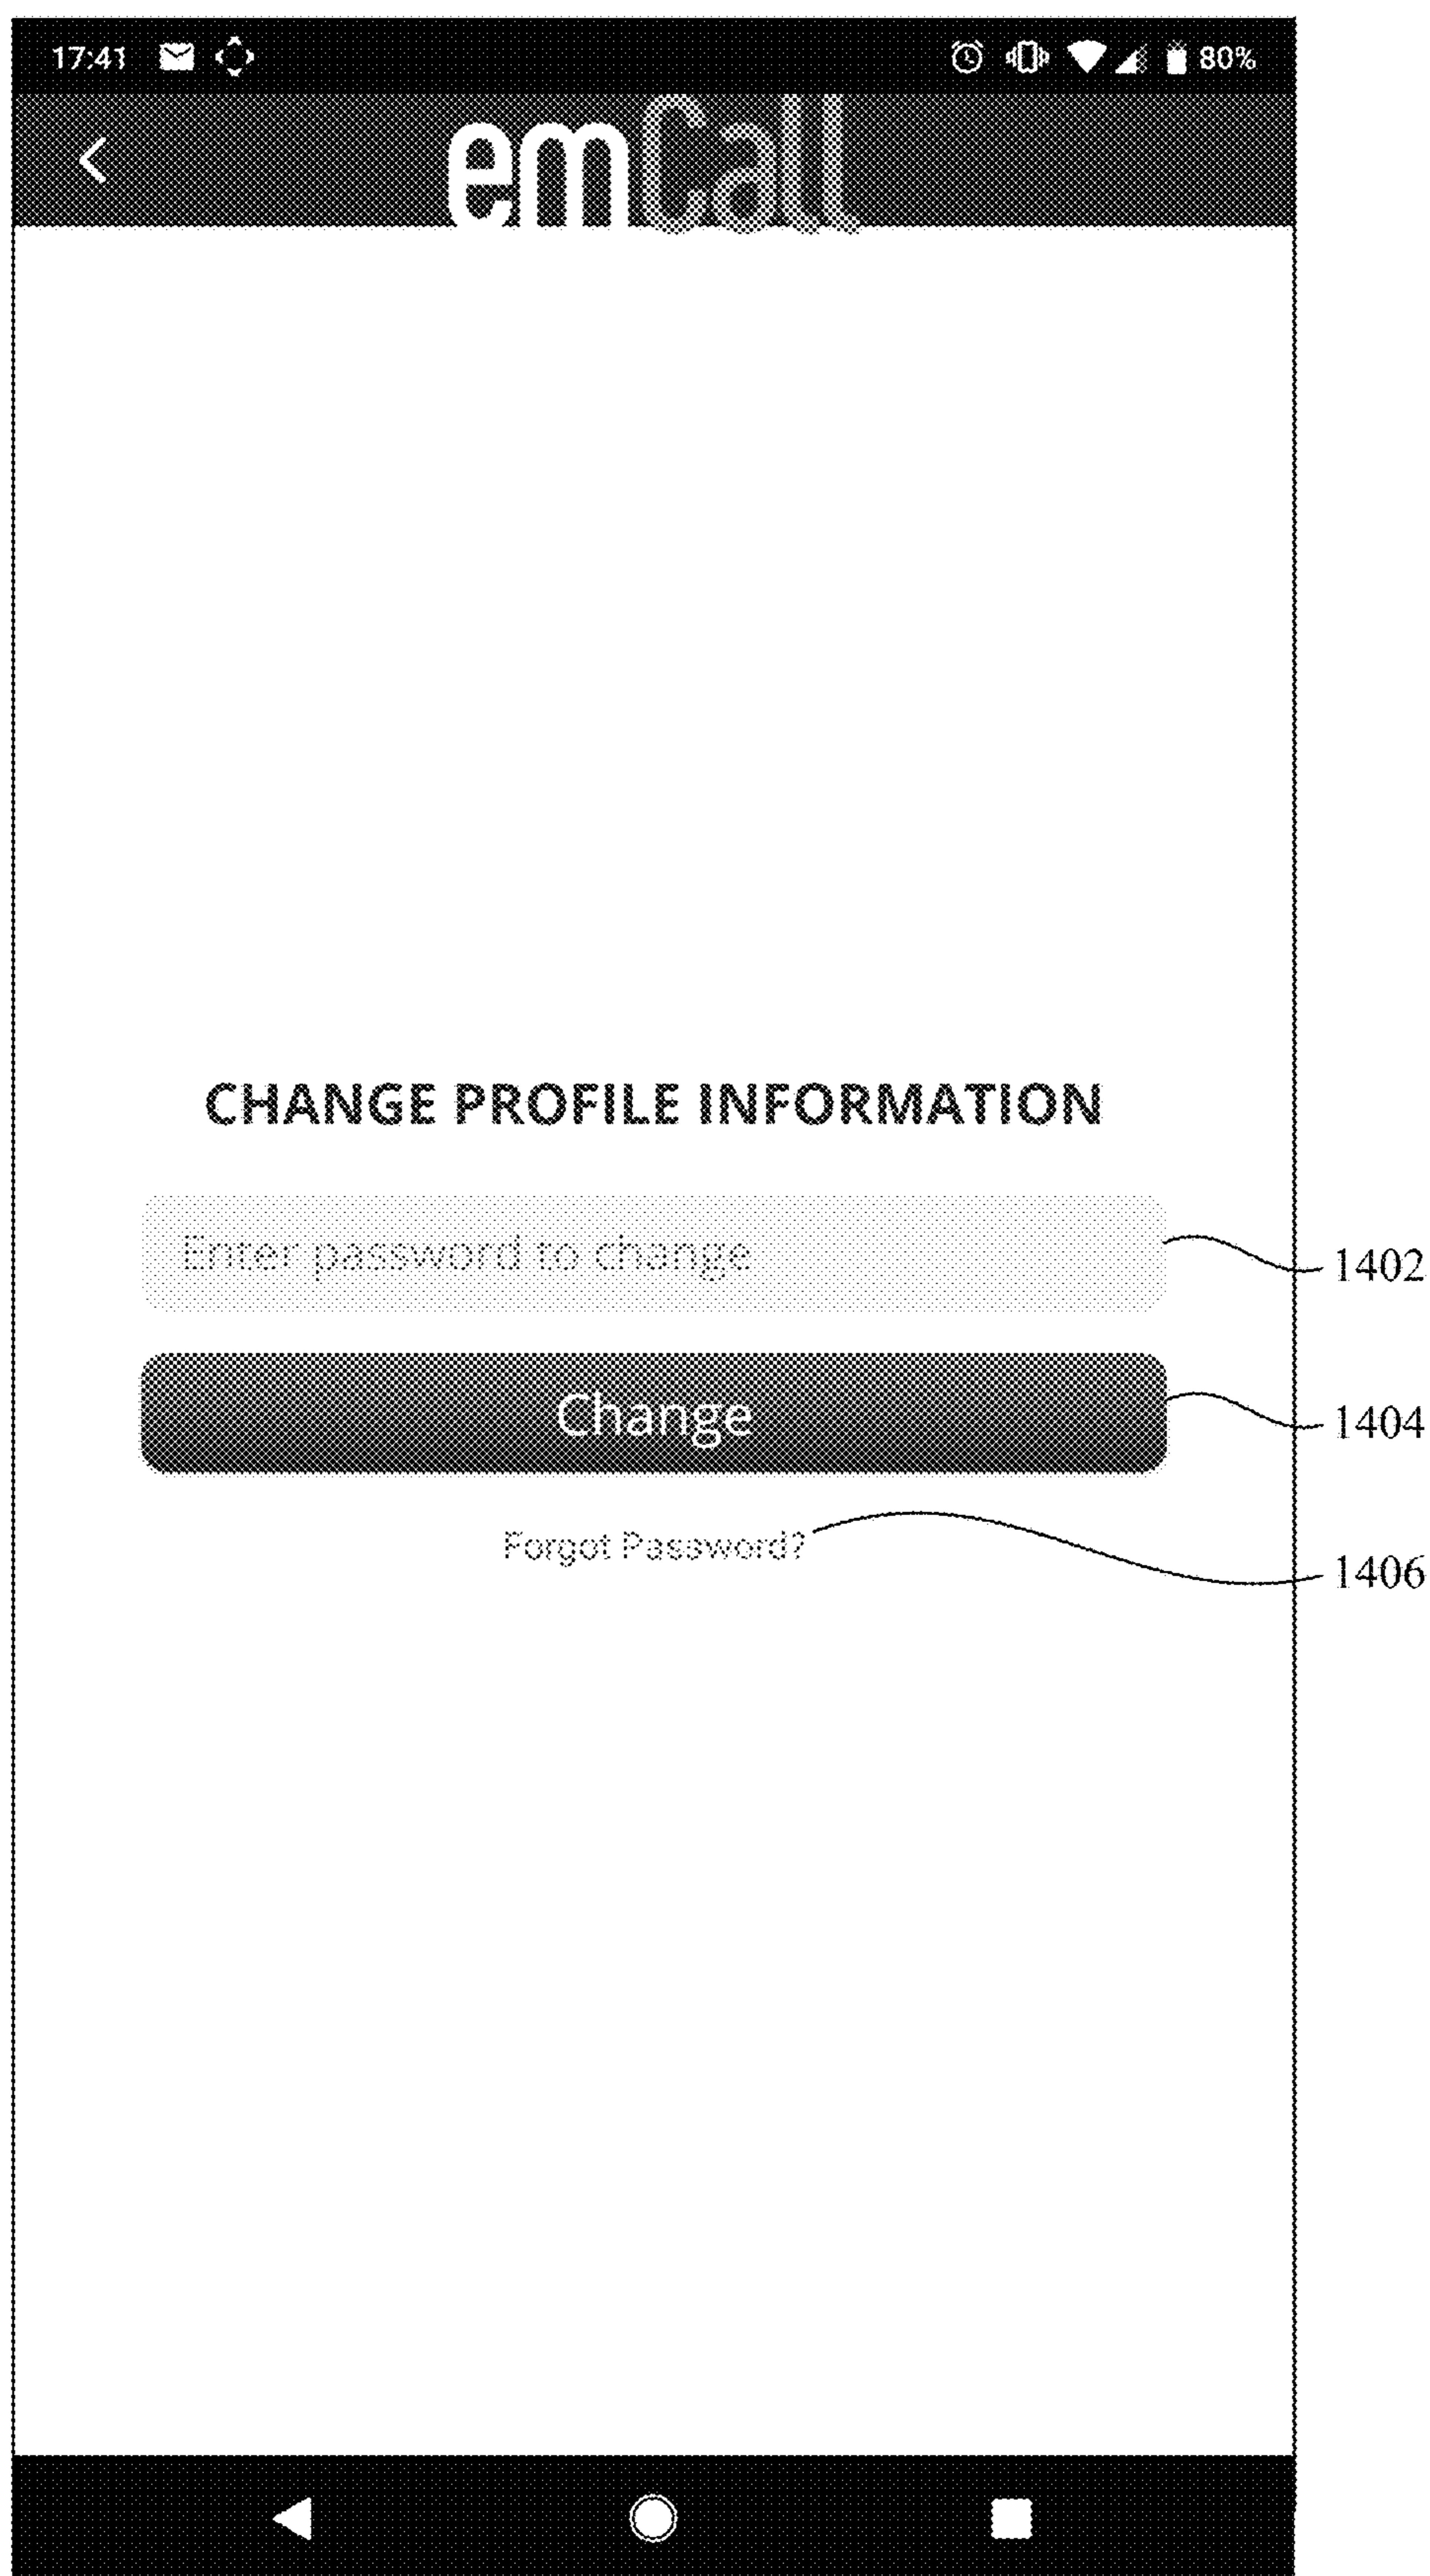 17:41 80%
emCall
CHANGE PROFILE INFORMATION
Enter password to change
1402
Change
1404
Forgot Password?
1406